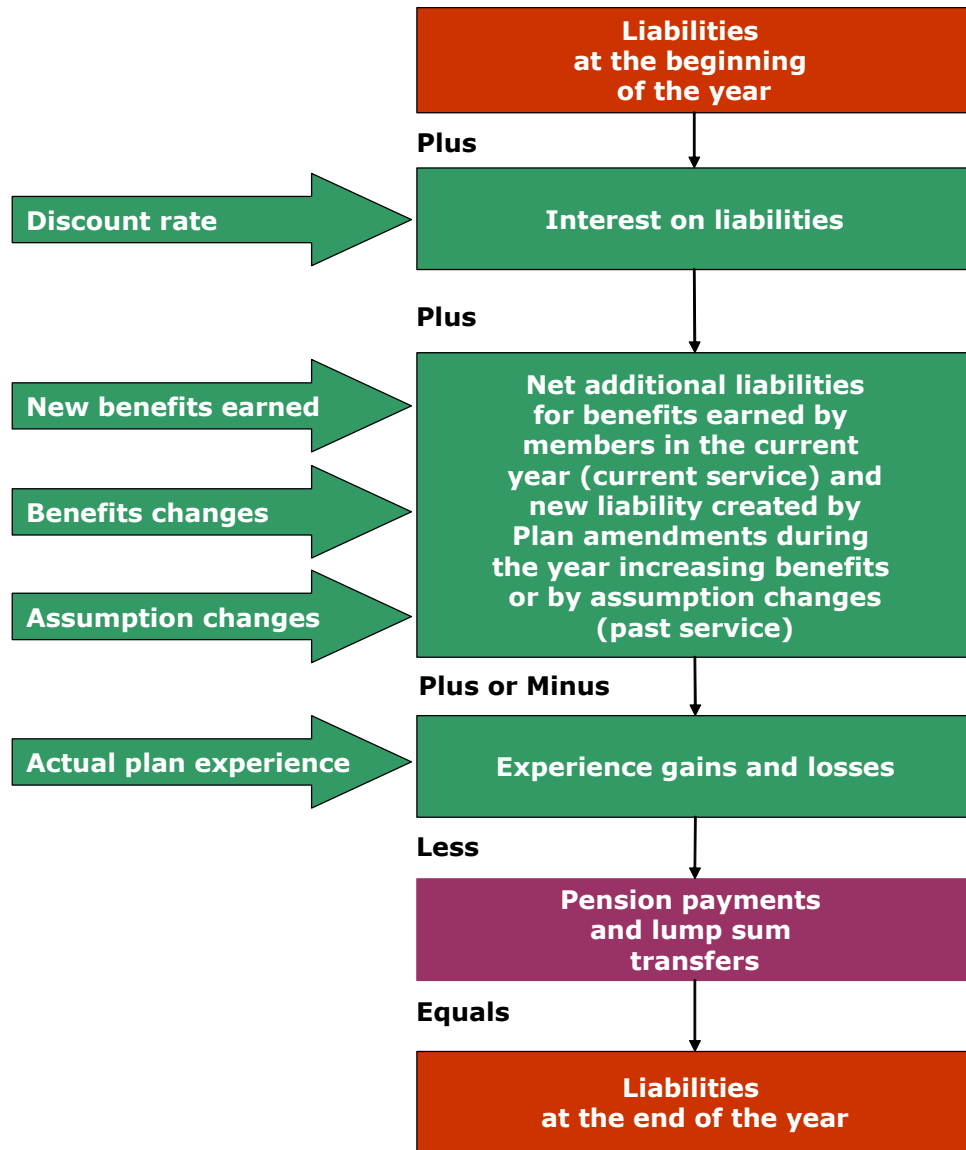 Liabilities
at the beginning
of the year
Plus
Discount rate
Interest on liabilities
Plus
New benefits earned
Benefits changes
Assumption changes
Net additional liabilities
for benefits earned by
members in the current
year (current service) and
new liability created by
Plan amendments during
the year increasing benefits
or by assumption changes
(past service)
Plus or Minus
Actual plan experience
Experience gains and losses
Less
Pension payments
and lump sum
transfers
Equals
Liabilities
at the end of the year